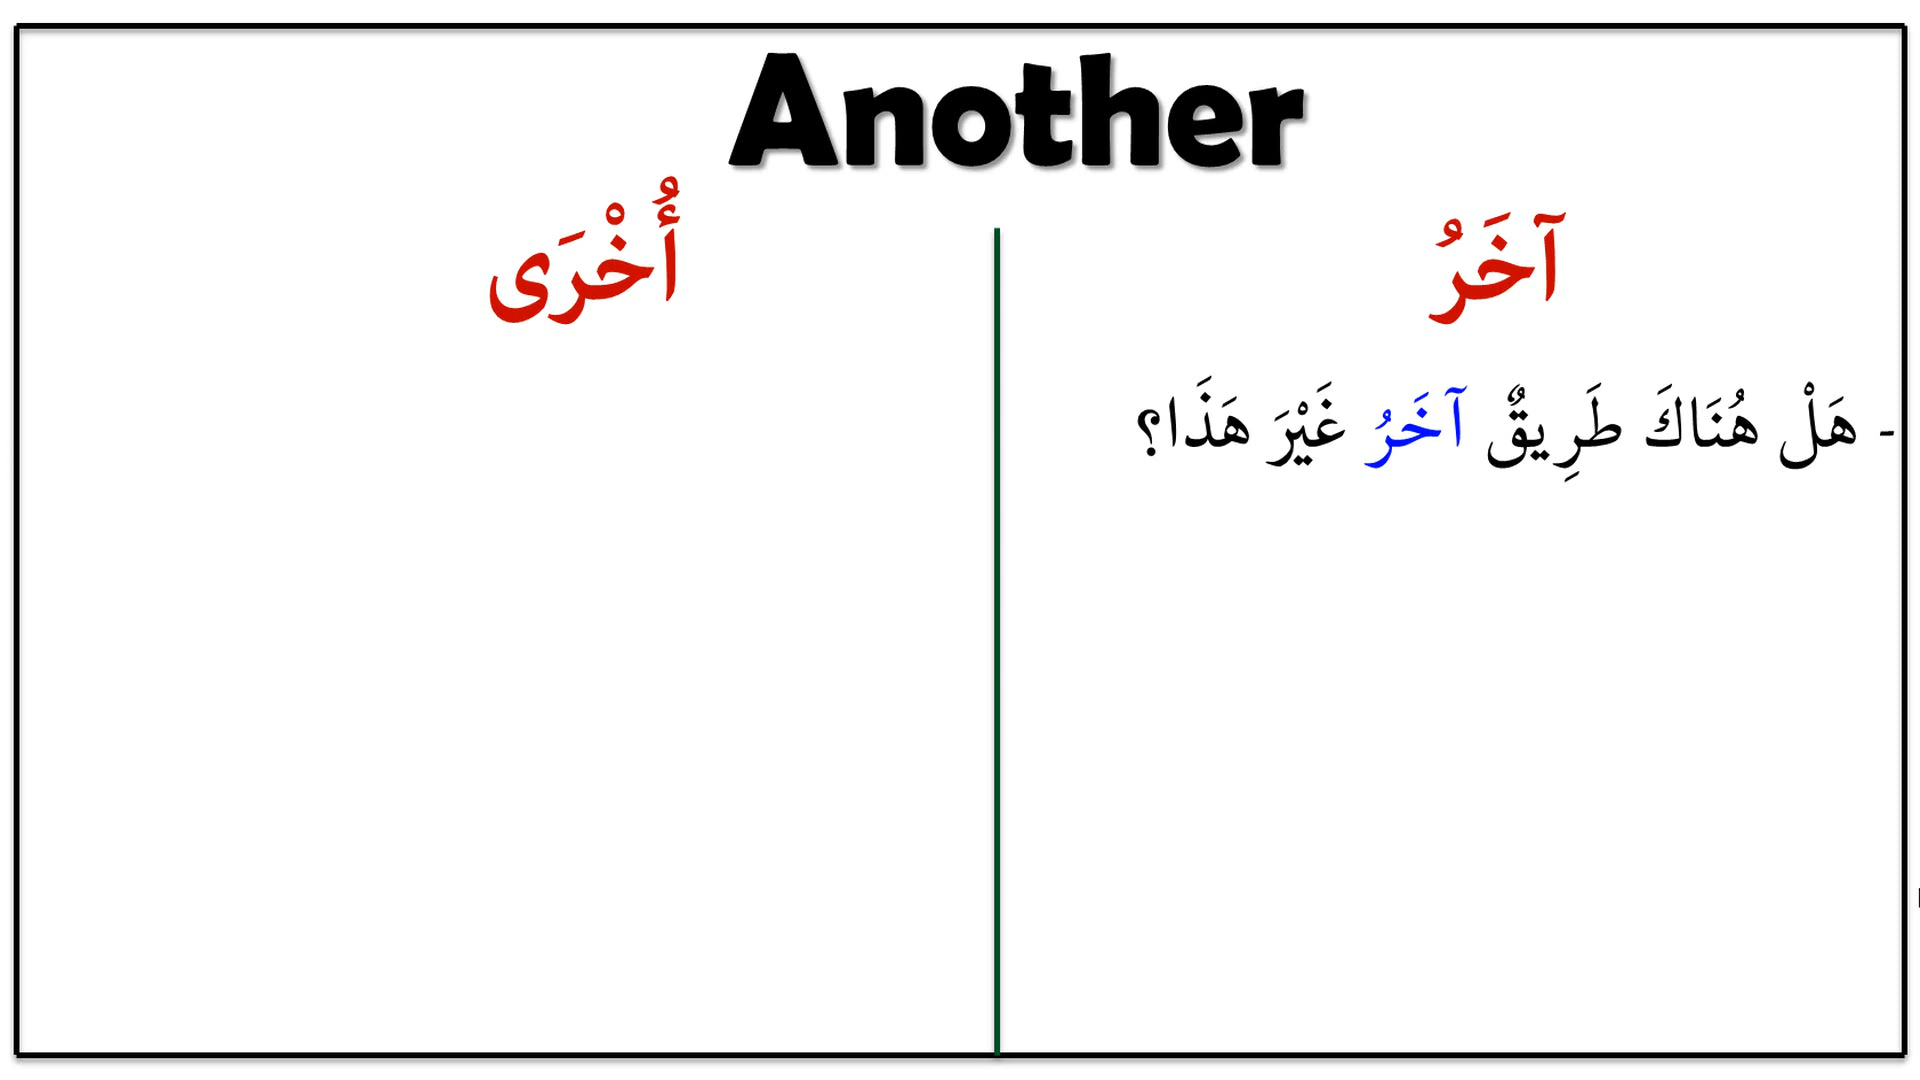 Another
آخَرُ
أُخْرَى
- هَلْ هُنَاكَ طَرِيقٌ آخَرُ غَيْرَ هَذَا؟